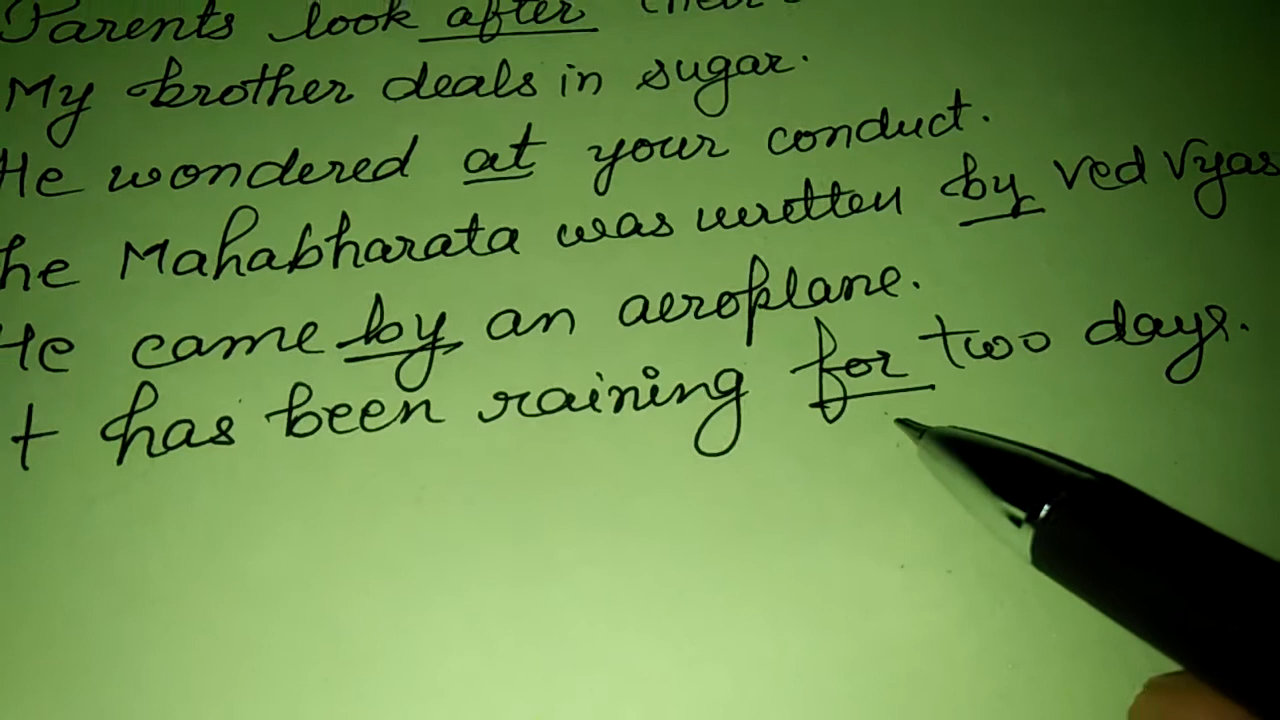 Parents look after their
My brother deals in sugar.
He wondered at your conduct.
he Mahabharata was written by ved Vyas
He came by an aeroplane.
t has been raining for two days.